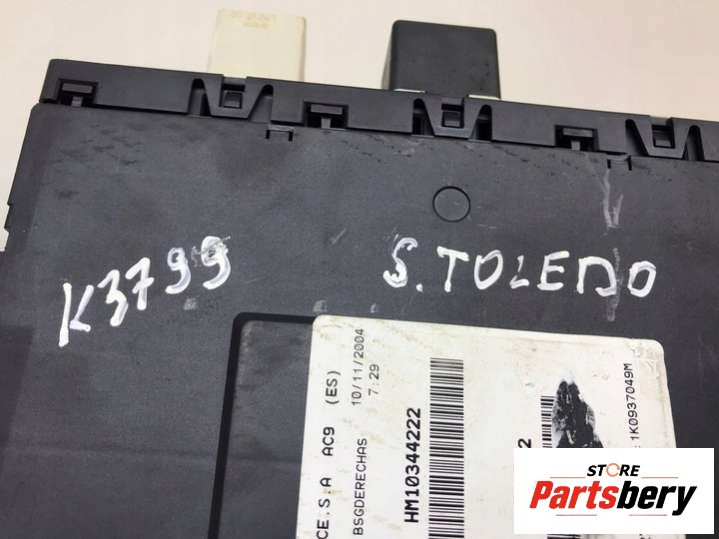 K3799
S. TOLEDO
CE.S.A AC9 (ES)
BSGDERECHAS 10/11/2004
7:29
HM10344222
2
1K0937049M
STORE
Partsbery